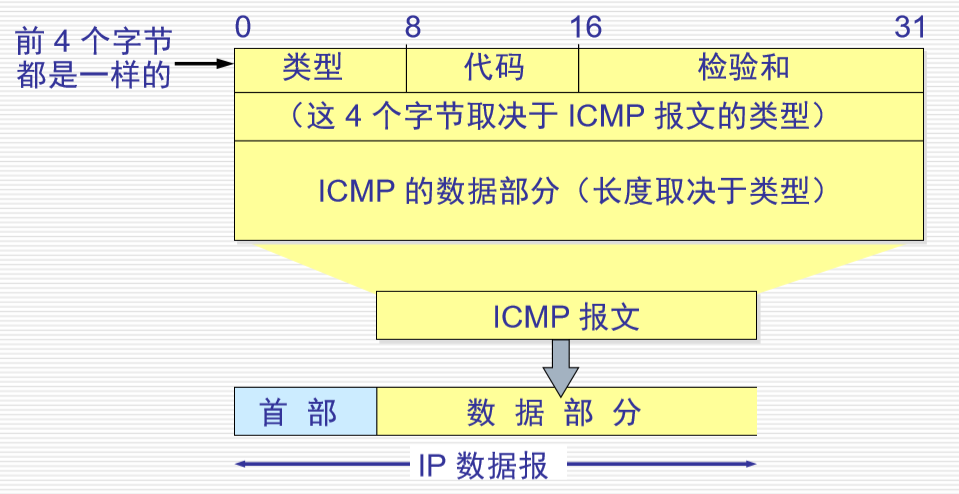 0 8 16 31
前 4 个字节
都是一样的
类型 代码 检验和
（这 4 个字节取决于 ICMP 报文的类型）
ICMP 的数据部分（长度取决于类型）
ICMP 报文
首 部 数 据 部 分
IP 数据报